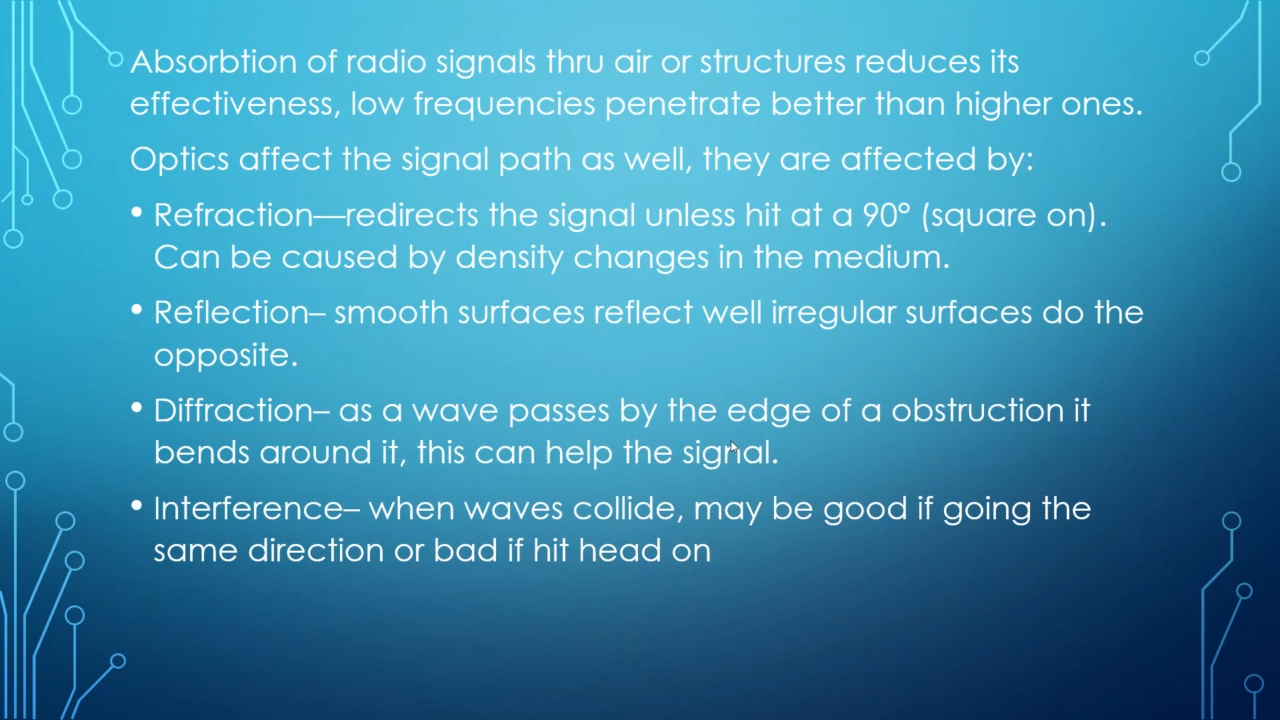 Absorbtion of radio signals thru air or structures reduces its
effectiveness, low frequencies penetrate better than higher ones.
Optics affect the signal path as well, they are affected by:
• Refraction—redirects the signal unless hit at a 90° (square on).
Can be caused by density changes in the medium.
• Reflection– smooth surfaces reflect well irregular surfaces do the
opposite.
• Diffraction– as a wave passes by the edge of a obstruction it
bends around it, this can help the signal.
• Interference– when waves collide, may be good if going the
same direction or bad if hit head on